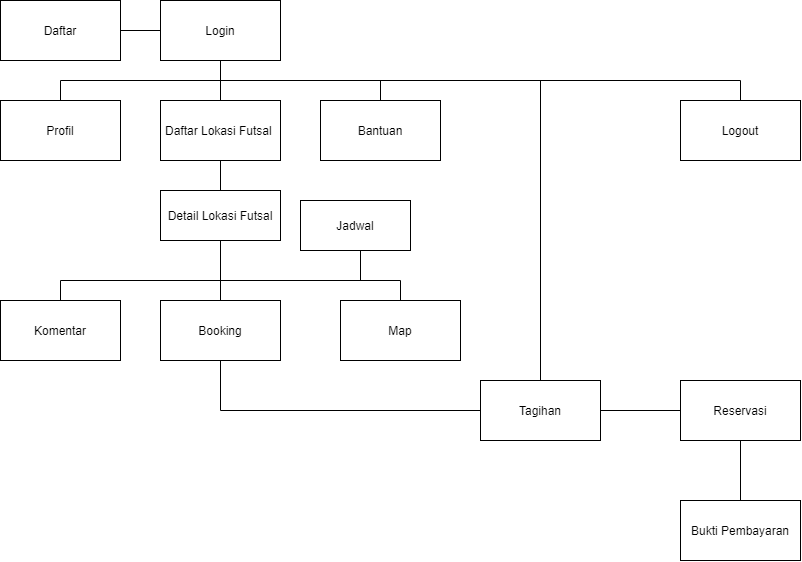 Daftar
Login
Profil
Daftar Lokasi Futsal
Bantuan
Logout
Detail Lokasi Futsal
Jadwal
Komentar
Booking
Map
Tagihan
Reservasi
Bukti Pembayaran